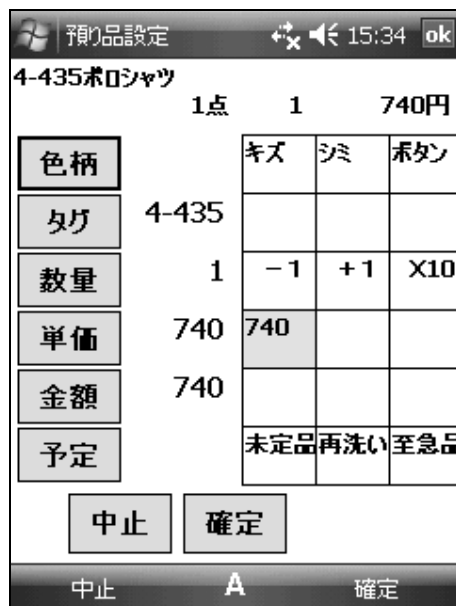 預り品設定 15:34 ok
4-435ポロシャツ
1点 1 740円
色柄 キズ シミ ボタン
タグ 4-435
数量 1 －1 +1 X10
単価 740 740
金額 740
予定 未定品 再洗い 至急品
中止 確定
中止 A 確定